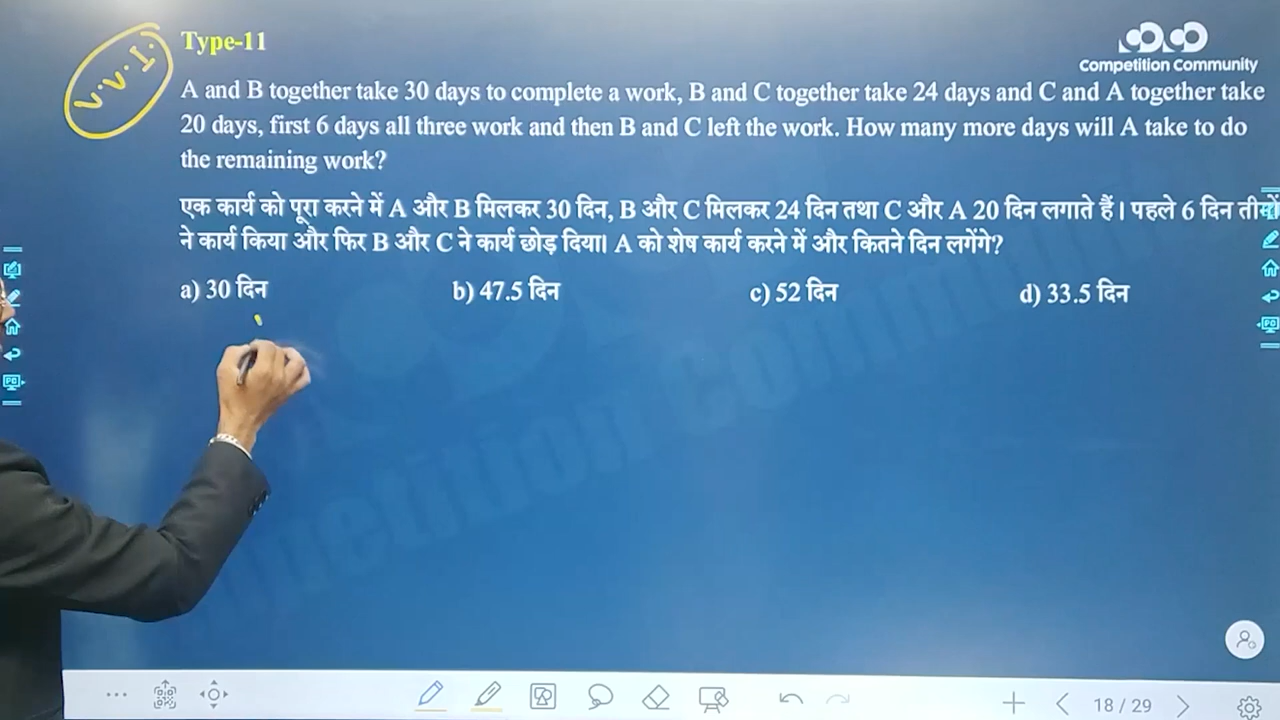 V.V.I.
Type-11
Competition Community
A and B together take 30 days to complete a work, B and C together take 24 days and C and A together take
20 days, first 6 days all three work and then B and C left the work. How many more days will A take to do
the remaining work?
एक कार्य को पूरा करने में A और B मिलकर 30 दिन, B और C मिलकर 24 दिन तथा C और A 20 दिन लगाते हैं। पहले 6 दिन तीनों
ने कार्य किया और फिर B और C ने कार्य छोड़ दिया। A को शेष कार्य करने में और कितने दिन लगेंगे?
a) 30 दिन b) 47.5 दिन c) 52 दिन d) 33.5 दिन
Competition Community
18 / 29